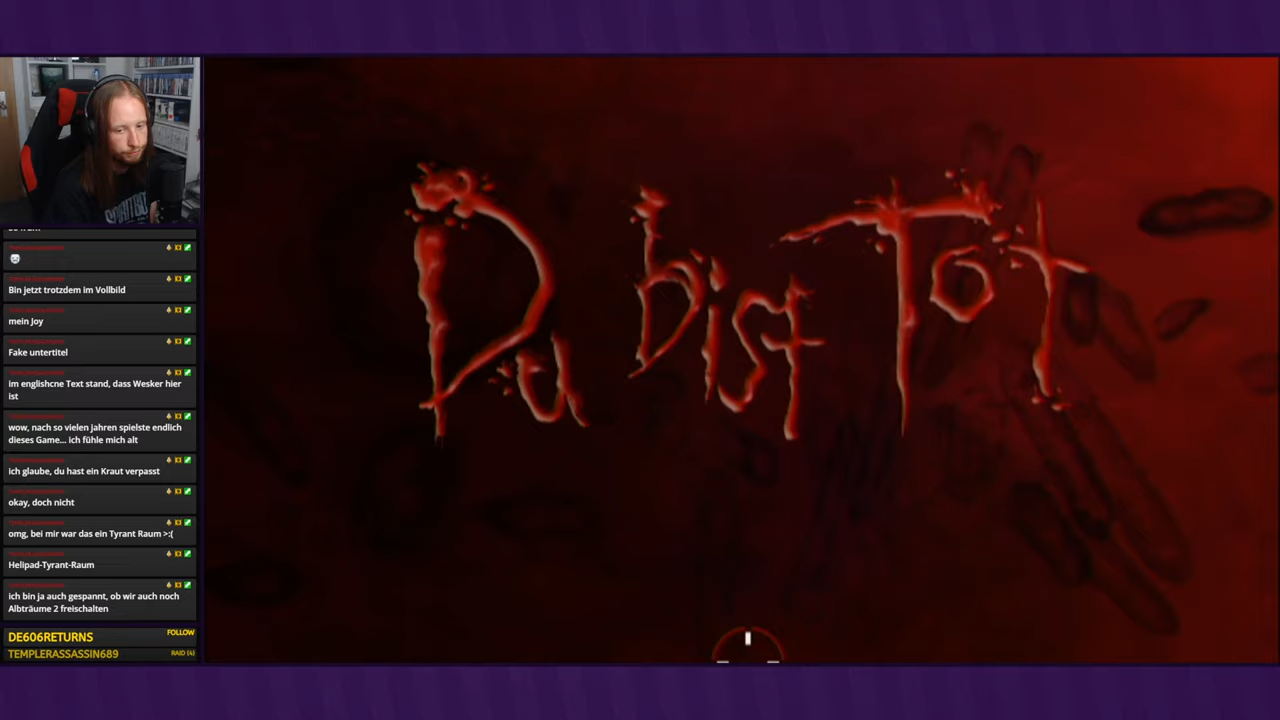 Du bist Tot
Bin jetzt trotzdem im Vollbild
mein Joy
Fake untertitel
im englishcne Text stand, dass Wesker hier
ist
wow, nach so vielen jahren spielste endlich
dieses Game... ich fühle mich alt
ich glaube, du hast ein Kraut verpasst
okay, doch nicht
omg, bei mir war das ein Tyrant Raum >:(
Helipad-Tyrant-Raum
ich bin ja auch gespannt, ob wir auch noch
Albträume 2 freischalten
DE606RETURNS FOLLOW
TEMPLERASSASSIN689 RAID (4)